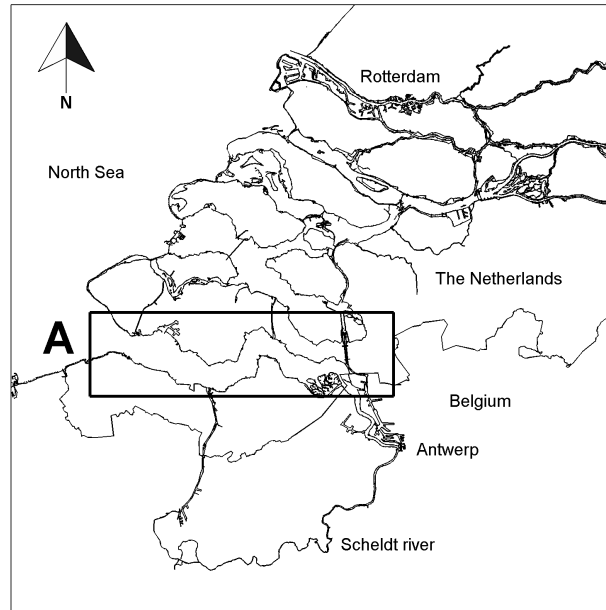 Rotterdam
N
North Sea
The Netherlands
A
Belgium
Antwerp
Scheldt river